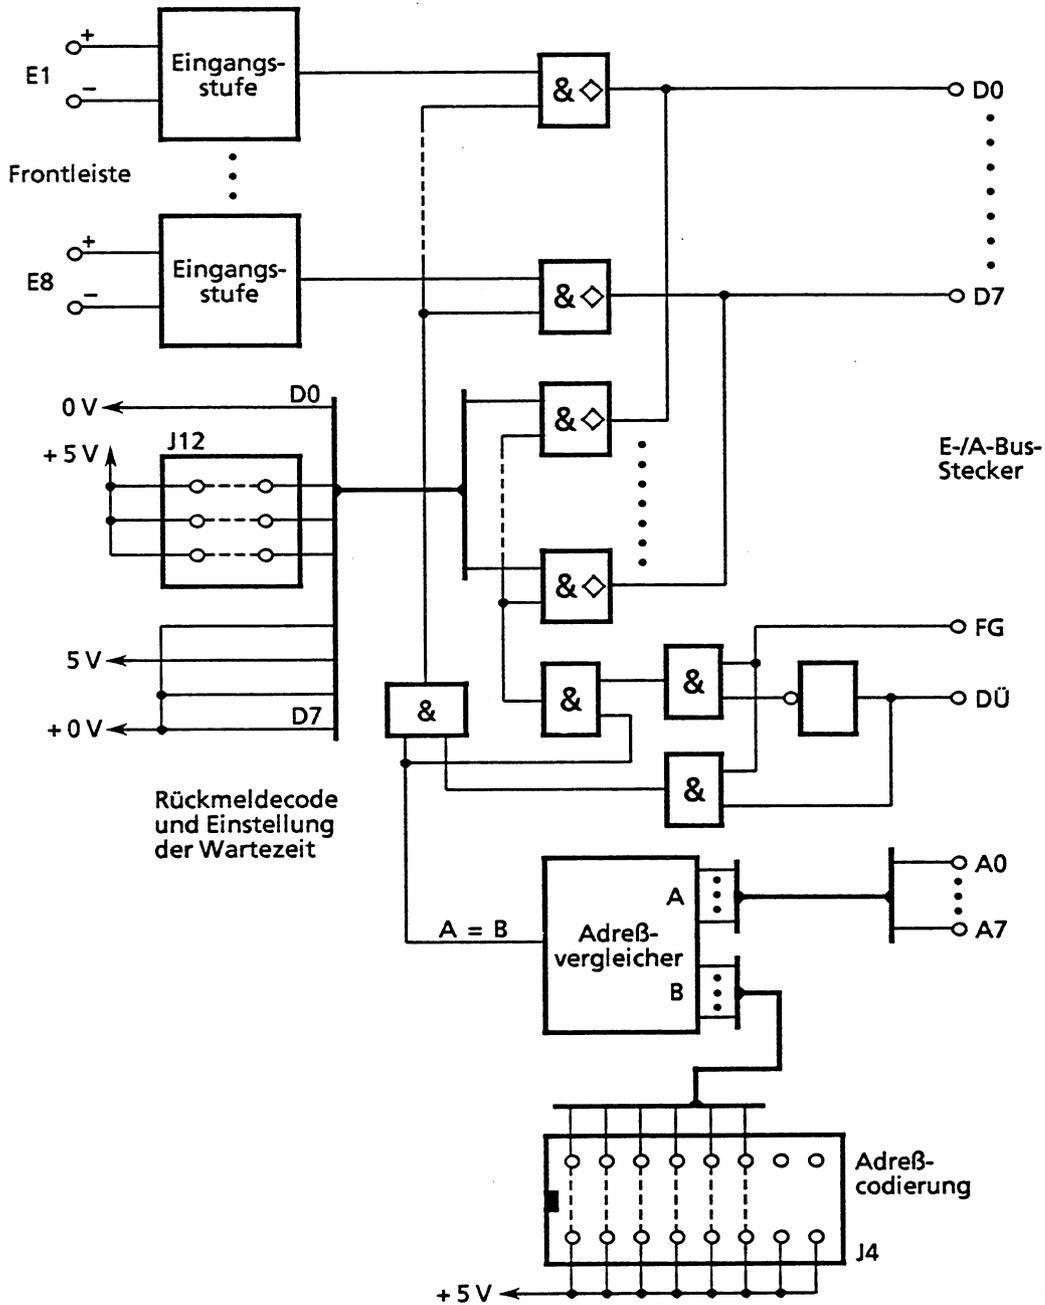 +
E1
−
Eingangs-
stufe
& ◇
D0
Frontleiste
+
E8
−
Eingangs-
stufe
& ◇
D7
D0
0 V
J12
+ 5 V
& ◇
E-/A-Bus-
Stecker
& ◇
FG
5 V
&
&
DÜ
D7
+ 0 V
&
&
Rückmeldecode
und Einstellung
der Wartezeit
A0
A
A = B
Adreß-
vergleicher
A7
B
Adreß-
codierung
J4
+ 5 V